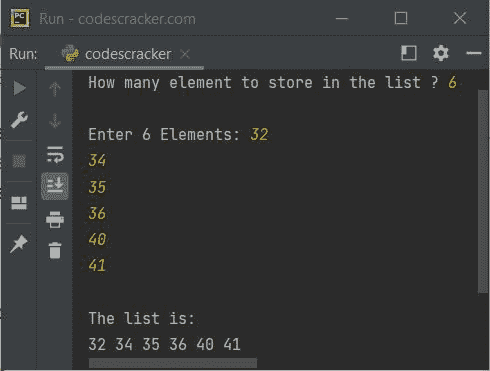 PC
Run - codescracker.com
Run: codescracker
How many element to store in the list ? 6
Enter 6 Elements: 32
34
35
36
40
41
The list is:
32 34 35 36 40 41